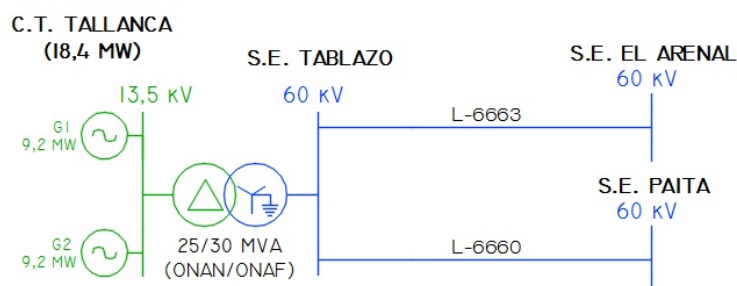 C.T. TALLANCA
(18,4 MW)
S.E. TABLAZO
S.E. EL ARENAL
13,5 KV
60 KV
60 KV
L-6663
G1
9,2 MW
S.E. PAITA
60 KV
G2
9,2 MW
25/30 MVA
(ONAN/ONAF)
L-6660